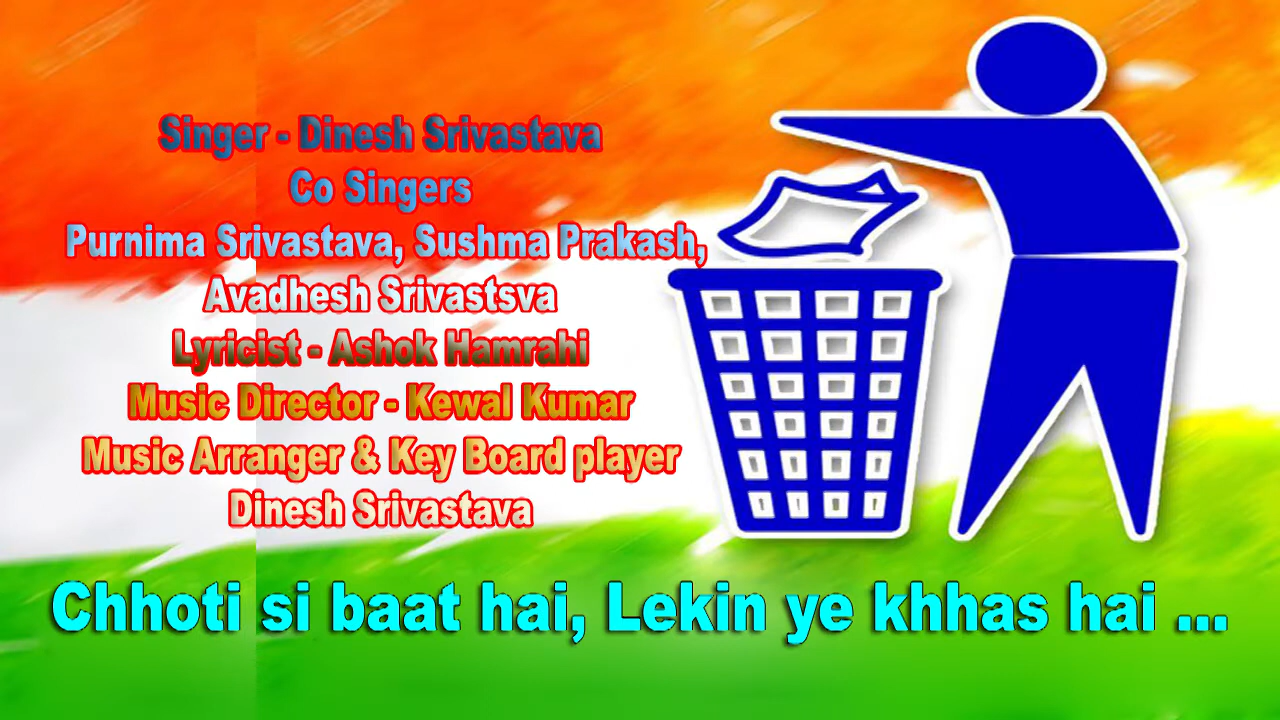 Singer - Dinesh Srivastava
Co Singers
Purnima Srivastava, Sushma Prakash,
Avadhesh Srivastsva
Lyricist - Ashok Hamrahi
Music Director - Kewal Kumar
Music Arranger & Key Board player
Dinesh Srivastava
Chhoti si baat hai, Lekin ye khhas hai ...